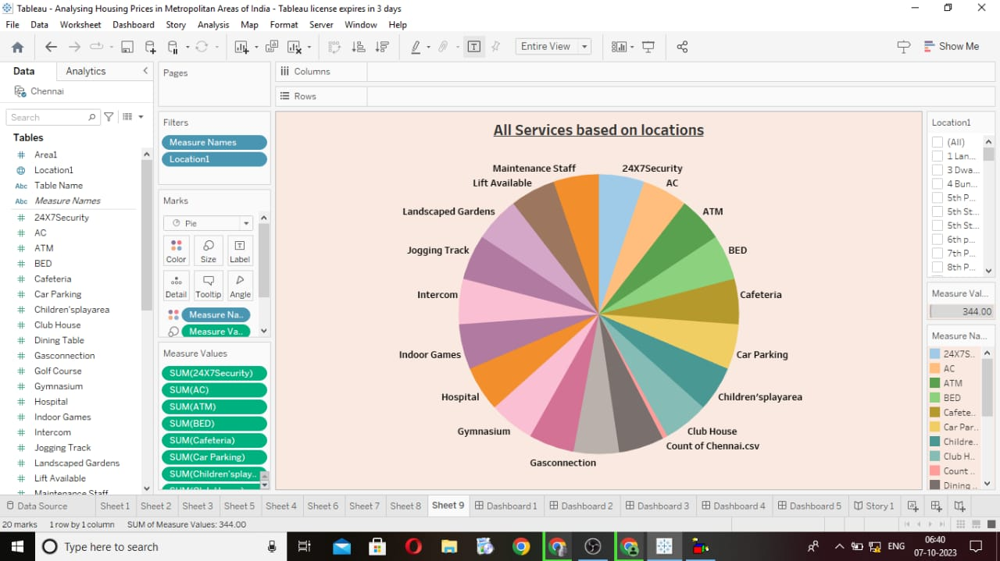 Tableau - Analysing Housing Prices in Metropolitan Areas of India - Tableau license expires in 3 days
File Data Worksheet Dashboard Story Analysis Map Format Server Window Help
Entire View
Show Me
Data Analytics
Chennai
Search
Tables
Area1
Location1
Abc Table Name
Abc Measure Names
24X7Security
AC
ATM
BED
Cafeteria
Car Parking
Children'splayarea
Club House
Dining Table
Gasconnection
Golf Course
Gymnasium
Hospital
Indoor Games
Intercom
Jogging Track
Landscaped Gardens
Lift Available
Maintenance Staff
Pages
Filters
Measure Names
Location1
Marks
Pie
Color Size Label
Detail Tooltip Angle
Measure Na..
Measure Va..
Measure Values
SUM(24X7Security)
SUM(AC)
SUM(ATM)
SUM(BED)
SUM(Cafeteria)
SUM(Car Parking)
SUM(Children'splay..
Columns
Rows
All Services based on locations
Maintenance Staff
24X7Security
Lift Available
AC
Landscaped Gardens
ATM
Jogging Track
BED
Intercom
Cafeteria
Indoor Games
Car Parking
Hospital
Children'splayarea
Gymnasium
Club House
Count of Chennai.csv
Gasconnection
Location1
(All)
1 Lan...
3 Dwa...
4 Bun...
5th P...
5th St...
5th St...
6th p...
7th P...
8th P...
Measure Val...
344.00
Measure Na...
24X7S..
AC
ATM
BED
Cafete..
Car Par..
Childre..
Club H..
Count ..
Dining ..
Data Source Sheet 1 Sheet 2 Sheet 3 Sheet 5 Sheet 4 Sheet 6 Sheet 7 Sheet 8 Sheet 9 Dashboard 1 Dashboard 2 Dashboard 3 Dashboard 4 Dashboard 5 Story 1
20 marks 1 row by 1 column SUM of Measure Values: 344.00
Type here to search
ENG
06:40
07-10-2023